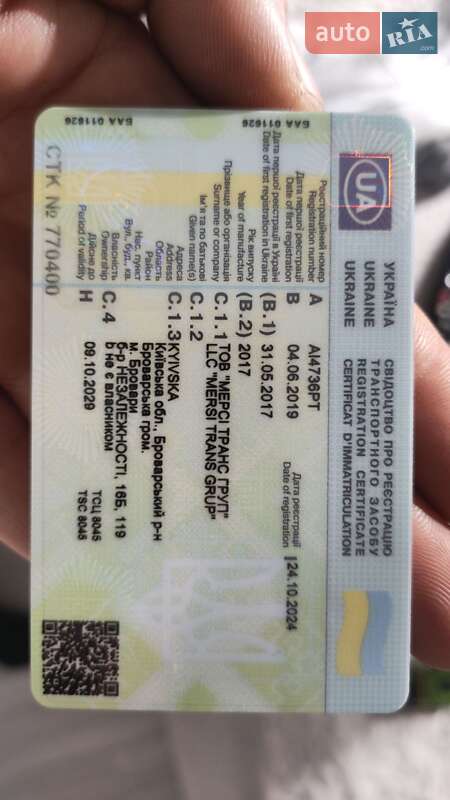 auto RIA.com
UA
УКРАЇНА
UKRAINE
UKRAINE
СВІДОЦТВО ПРО РЕЄСТРАЦІЮ
ТРАНСПОРТНОГО ЗАСОБУ
REGISTRATION CERTIFICATE
CERTIFICAT D'IMMATRICULATION
Реєстраційний номер
Registration number A AI4736PT
Дата першої реєстрації
Date of first registration B 04.06.2019
Дата реєстрації
Date of registration 24.10.2024
Дата першої реєстрації в Україні
Date of first registration in Ukraine (B.1) 31.05.2017
Рік випуску
Year of manufacture (B.2) 2017
Прізвище або організація
Surname or company C.1.1 ТОВ "МЕРСІ ТРАНС ГРУП"
LLC "MERSI TRANS GRUP"
Ім'я та по батькові
Given name(s) C.1.2
Адреса
Address C.1.3 KYIVSKA
Область Київська обл., Броварський р-н
Район Броварська гром.
Нас. пункт м. Бровари
Вул., буд., кв. б-р НЕЗАЛЕЖНОСТІ, 16Б, 119
Власність
Ownership C.4 b не є власником
Дійсне до
Period of validity H 09.10.2029
ТСЦ 8045
TSC 8045
СТК № 770400
БАА 011626
БАА 011626